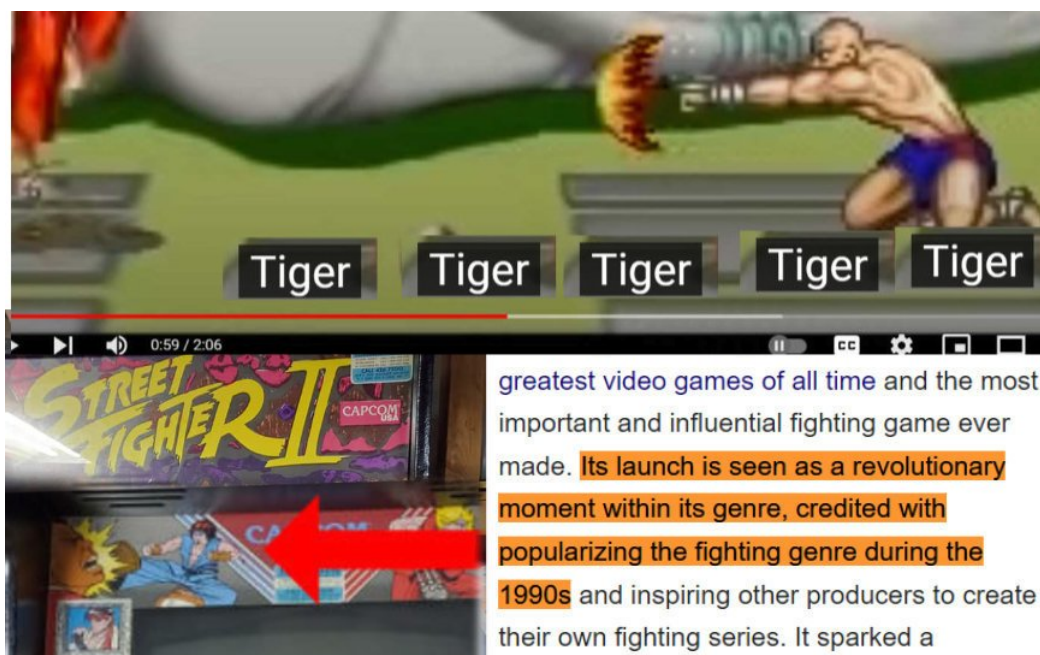 Tiger Tiger Tiger Tiger Tiger
0:59 / 2:06
CC
STREET
FIGHTER II
CAPCOM
USA
CAPCOM
greatest video games of all time and the most
important and influential fighting game ever
made. Its launch is seen as a revolutionary
moment within its genre, credited with
popularizing the fighting genre during the
1990s and inspiring other producers to create
their own fighting series. It sparked a